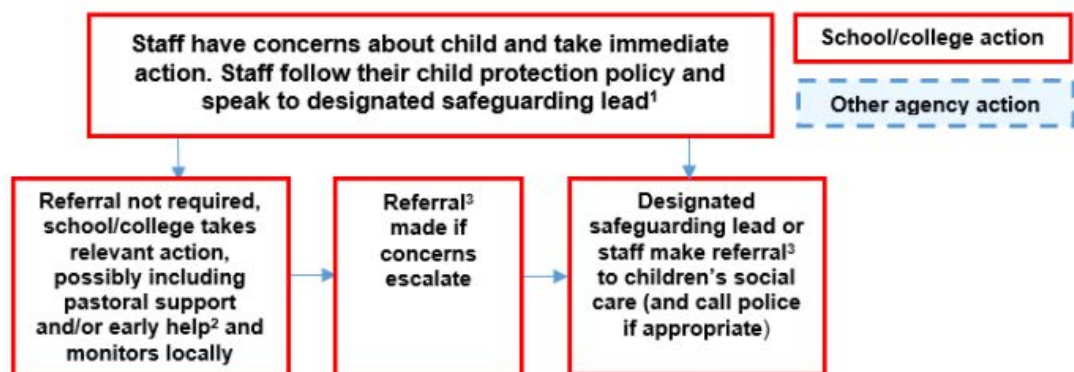 Staff have concerns about child and take immediate
action. Staff follow their child protection policy and
speak to designated safeguarding lead¹
School/college action
Other agency action
Referral not required,
school/college takes
relevant action,
possibly including
pastoral support
and/or early help² and
monitors locally
Referral³
made if
concerns
escalate
Designated
safeguarding lead or
staff make referral³
to children’s social
care (and call police
if appropriate)